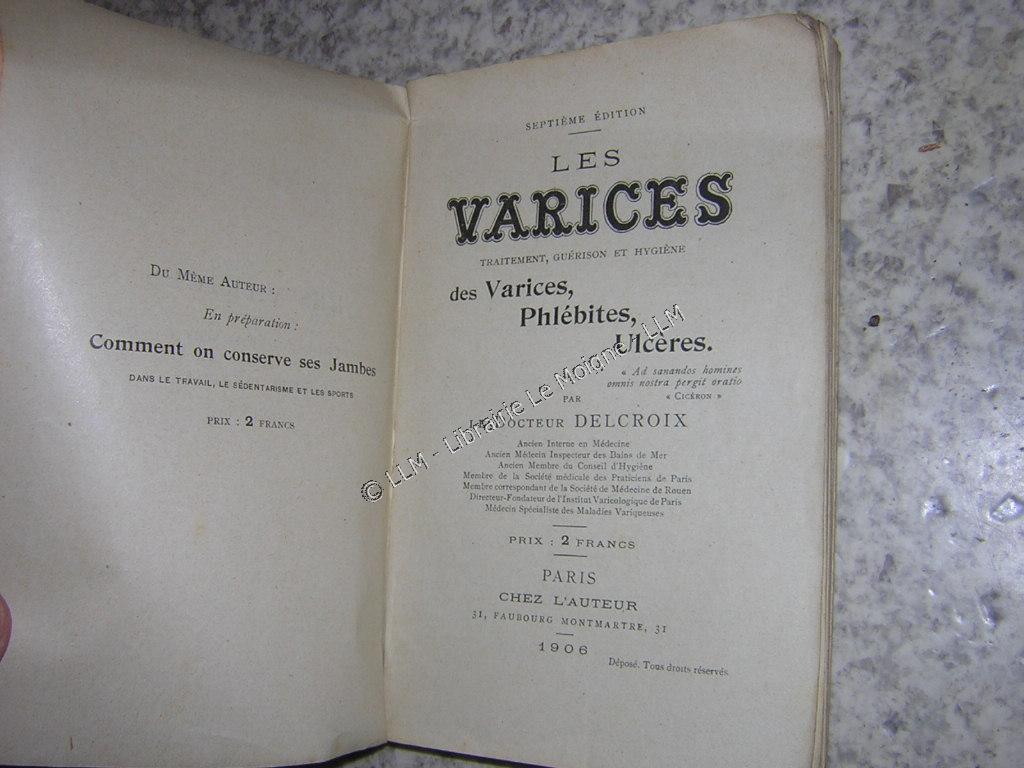 Du Même Auteur :
En préparation :
Comment on conserve ses Jambes
DANS LE TRAVAIL, LE SÉDENTARISME ET LES SPORTS
PRIX : 2 FRANCS
SEPTIÈME ÉDITION
LES
VARICES
TRAITEMENT, GUÉRISON ET HYGIÈNE
des Varices,
Phlébites,
Ulcères.
« Ad sanandos homines
omnis nostra pergit oratio
« CICÉRON »
PAR
LE DOCTEUR DELCROIX
Ancien Interne en Médecine
Ancien Médecin Inspecteur des Bains de Mer
Ancien Membre du Conseil d'Hygiène
Membre de la Société médicale des Praticiens de Paris
Membre correspondant de la Société de Médecine de Rouen
Directeur-Fondateur de l'Institut Varicologique de Paris
Médecin Spécialiste des Maladies Variqueuses
PRIX : 2 FRANCS
PARIS
CHEZ L'AUTEUR
31, FAUBOURG MONTMARTRE, 31
1906
Déposé. Tous droits réservés
© LLM - Librairie Le Moigne - LLM